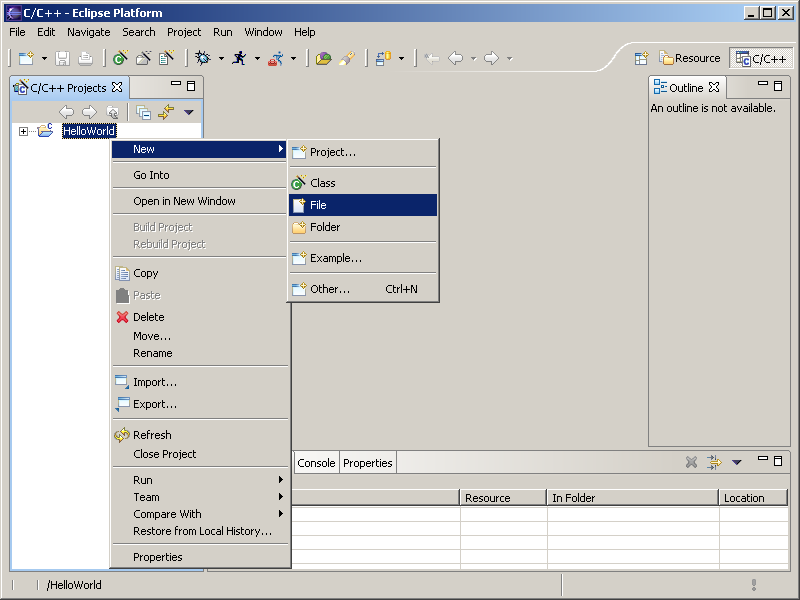 C/C++ - Eclipse Platform
File Edit Navigate Search Project Run Window Help
Resource C/C++
C/C++ Projects
Outline
An outline is not available.
HelloWorld
New
Go Into
Open in New Window
Build Project
Rebuild Project
Copy
Paste
Delete
Move...
Rename
Import...
Export...
Refresh
Close Project
Run
Team
Compare With
Restore from Local History...
Properties
Project...
Class
File
Folder
Example...
Other... Ctrl+N
Console Properties
Resource In Folder Location
/HelloWorld